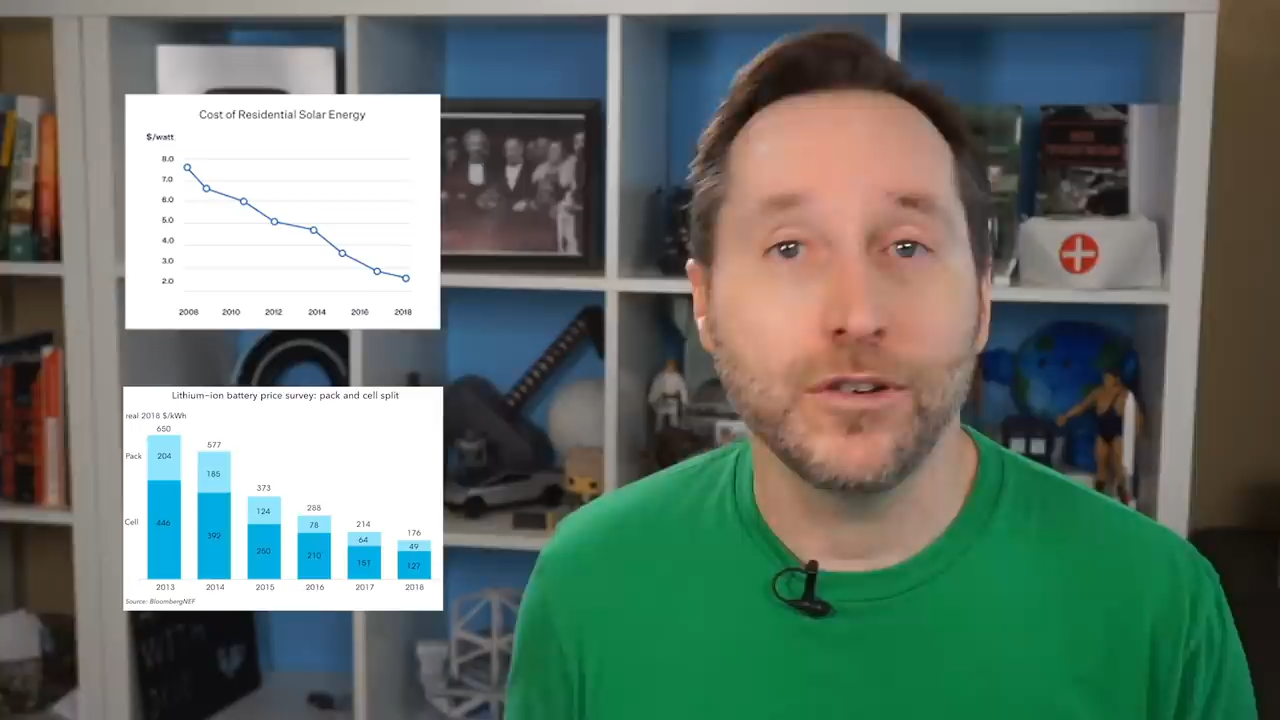 Cost of Residential Solar Energy
$/watt
8.0
7.0
6.0
5.0
4.0
3.0
2.0
2008 2010 2012 2014 2016 2018
Lithium-ion battery price survey: pack and cell split
real 2018 $/kWh
650
577
373
288
214
176
Pack
204
185
124
78
64
49
Cell
446
392
250
210
151
127
2013 2014 2015 2016 2017 2018
Source: BloombergNEF